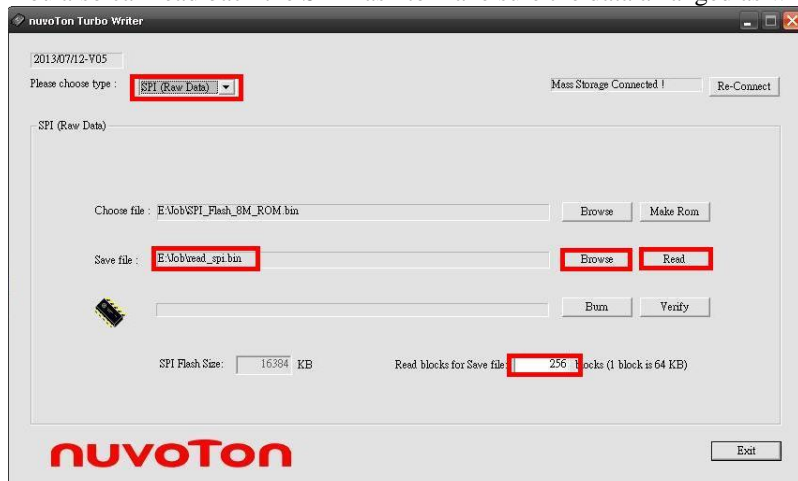 nuvoTon Turbo Writer
2013/07/12-V05
Please choose type : SPI (Raw Data) Mass Storage Connected ! Re-Connect
SPI (Raw Data)
Choose file : E:\Job\SPI_Flash_8M_ROM.bin Browse Make Rom
Save file : E:\Job\read_spi.bin Browse Read
Burn Verify
SPI Flash Size: 16384 KB Read blocks for Save file: 256 blocks (1 block is 64 KB)
nuvoTon Exit